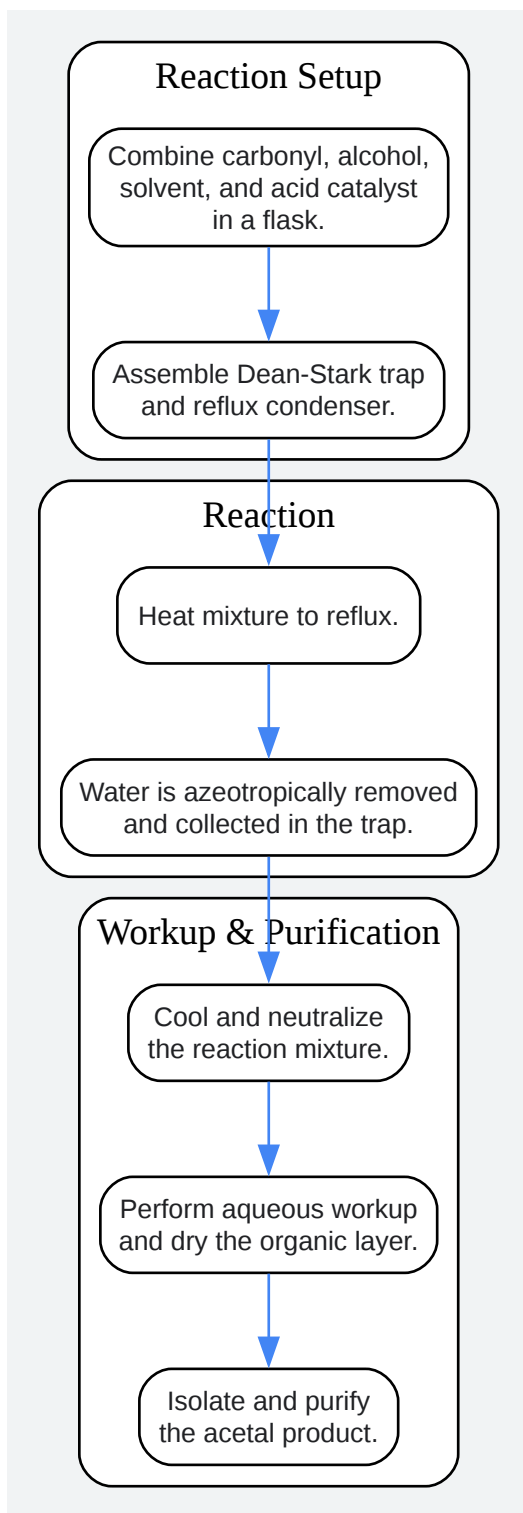 Reaction Setup
Combine carbonyl, alcohol,
solvent, and acid catalyst
in a flask.
Assemble Dean-Stark trap
and reflux condenser.
Reaction
Heat mixture to reflux.
Water is azeotropically removed
and collected in the trap.
Workup & Purification
Cool and neutralize
the reaction mixture.
Perform aqueous workup
and dry the organic layer.
Isolate and purify
the acetal product.